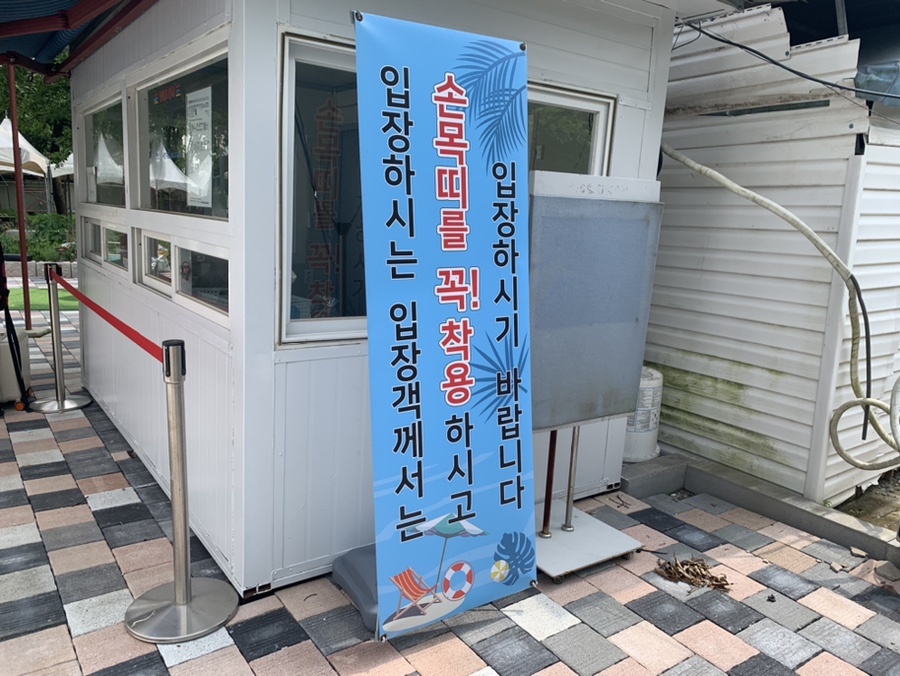 입장하시는 입장객께서는
손목띠를 꼭! 착용 하시고
입장하시기 바랍니다